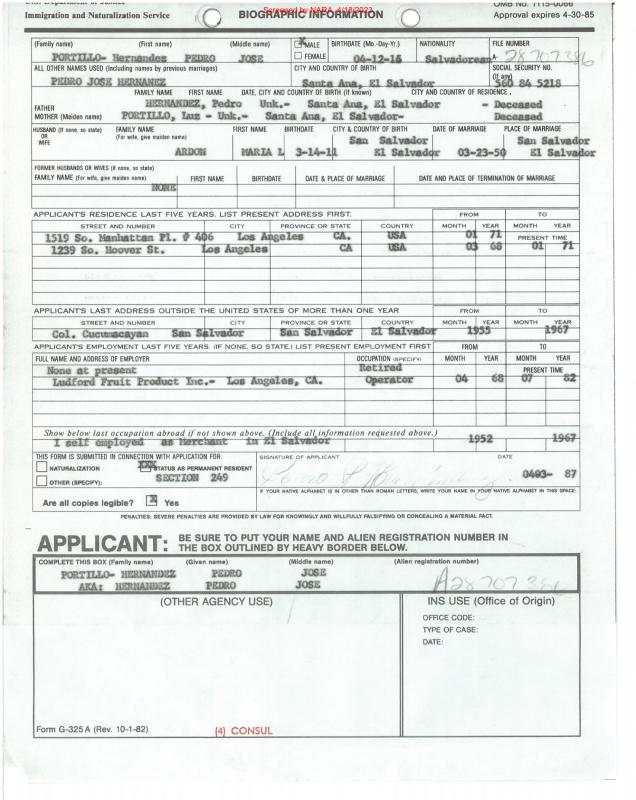 Screened by NARA, 4/18/2023
U.S. Department of Justice
Immigration and Naturalization Service
BIOGRAPHIC INFORMATION
OMB No. 1115-0066
Approval expires 4-30-85
(Family name) (First name) (Middle name) X MALE BIRTHDATE (Mo.-Day-Yr.) NATIONALITY FILE NUMBER
PORTILLO- Hernandez PEDRO JOSE FEMALE 04-12-16 Salvadorean A- 28707386
ALL OTHER NAMES USED (Including names by previous marriages) CITY AND COUNTRY OF BIRTH SOCIAL SECURITY NO. (If any)
PEDRO JOSE HERNANEZ Santa Ana, El Salvador 560 84 5218
FAMILY NAME FIRST NAME DATE, CITY AND COUNTRY OF BIRTH (If known) CITY AND COUNTRY OF RESIDENCE.
FATHER HERNANDEZ, Pedro Unk.- Santa Ana, El Salvador - Deceased
MOTHER (Maiden name) PORTILLO, Luz - Unk.- Santa Ana, El Salvador- Deceased
HUSBAND (If none, so state) OR WIFE FAMILY NAME (For wife, give maiden name) FIRST NAME BIRTHDATE CITY & COUNTRY OF BIRTH DATE OF MARRIAGE PLACE OF MARRIAGE
San Salvador San Salvador
ARDON MARIA L 3-14-11 El Salvador 03-23-50 El Salvador
FORMER HUSBANDS OR WIVES (If none, so state)
FAMILY NAME (For wife, give maiden name) FIRST NAME BIRTHDATE DATE & PLACE OF MARRIAGE DATE AND PLACE OF TERMINATION OF MARRIAGE
NONE
APPLICANT'S RESIDENCE LAST FIVE YEARS. LIST PRESENT ADDRESS FIRST. FROM TO
STREET AND NUMBER CITY PROVINCE OR STATE COUNTRY MONTH YEAR MONTH YEAR
1519 So. Manhattan Pl. # 406 Los Angeles CA. USA 01 71 PRESENT TIME
1239 So. Hoover St. Los Angeles CA USA 03 68 01 71
APPLICANT'S LAST ADDRESS OUTSIDE THE UNITED STATES OF MORE THAN ONE YEAR FROM TO
STREET AND NUMBER CITY PROVINCE OR STATE COUNTRY MONTH YEAR MONTH YEAR
Col. Cucumacayan San Salvador San Salvador El Salvador 1955 1967
APPLICANT'S EMPLOYMENT LAST FIVE YEARS. (IF NONE, SO STATE.) LIST PRESENT EMPLOYMENT FIRST FROM TO
FULL NAME AND ADDRESS OF EMPLOYER OCCUPATION (SPECIFY) MONTH YEAR MONTH YEAR
None at present Retired PRESENT TIME
Ludford Fruit Product Inc.- Los Angeles, CA. Operator 04 68 07 82
Show below last occupation abroad if not shown above. (Include all information requested above.)
I self employed as Merchant in El Salvador 1952 1967
THIS FORM IS SUBMITTED IN CONNECTION WITH APPLICATION FOR: SIGNATURE OF APPLICANT DATE
NATURALIZATION XXX STATUS AS PERMANENT RESIDENT
OTHER (SPECIFY): SECTION 249 0403- 87
IF YOUR NATIVE ALPHABET IS IN OTHER THAN ROMAN LETTERS, WRITE YOUR NAME IN YOUR NATIVE ALPHABET IN THIS SPACE:
Are all copies legible? X Yes
PENALTIES: SEVERE PENALTIES ARE PROVIDED BY LAW FOR KNOWINGLY AND WILLFULLY FALSIFYING OR CONCEALING A MATERIAL FACT.
APPLICANT: BE SURE TO PUT YOUR NAME AND ALIEN REGISTRATION NUMBER IN
THE BOX OUTLINED BY HEAVY BORDER BELOW.
COMPLETE THIS BOX (Family name) (Given name) (Middle name) (Alien registration number)
PORTILLO- HERNANDEZ PEDRO JOSE A28707386
AKA: HERNANDEZ PEDRO JOSE
(OTHER AGENCY USE) INS USE (Office of Origin)
OFFICE CODE:
TYPE OF CASE:
DATE:
Form G-325 A (Rev. 10-1-82) (4) CONSUL